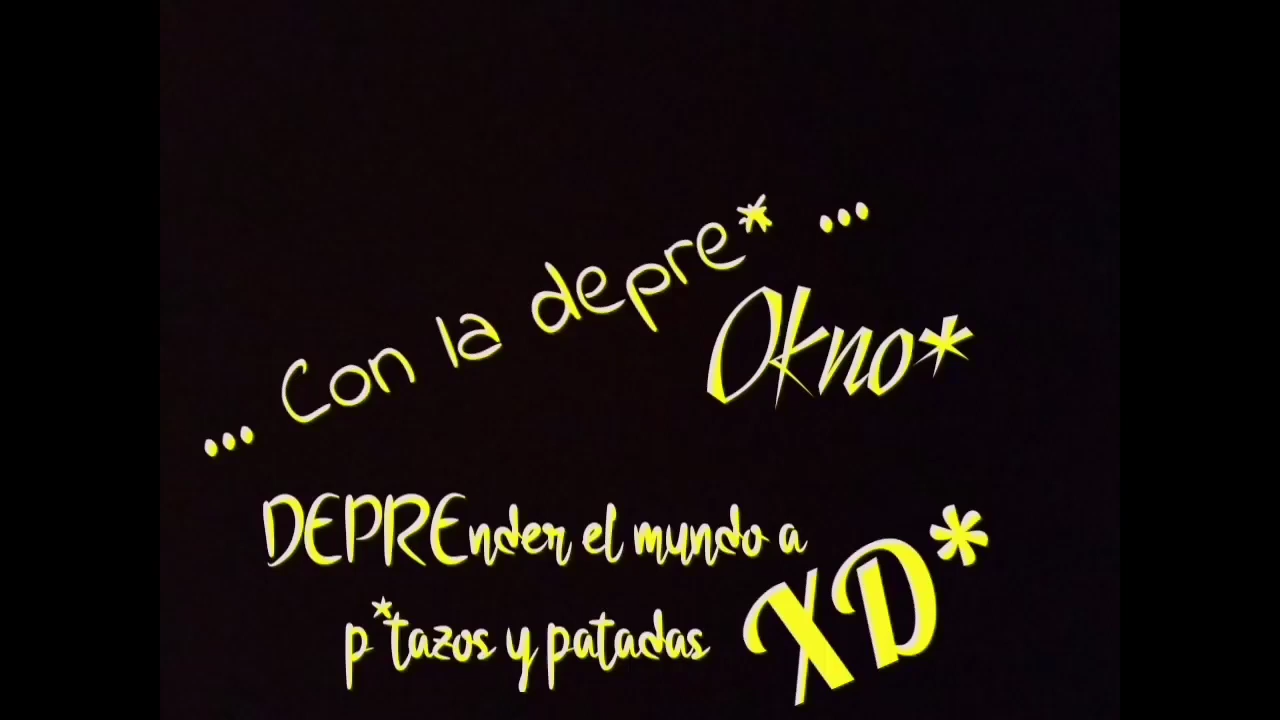 ... Con la depre* ...
Okno*
DEPREnder el mundo a
p*tazos y patadas
XD*